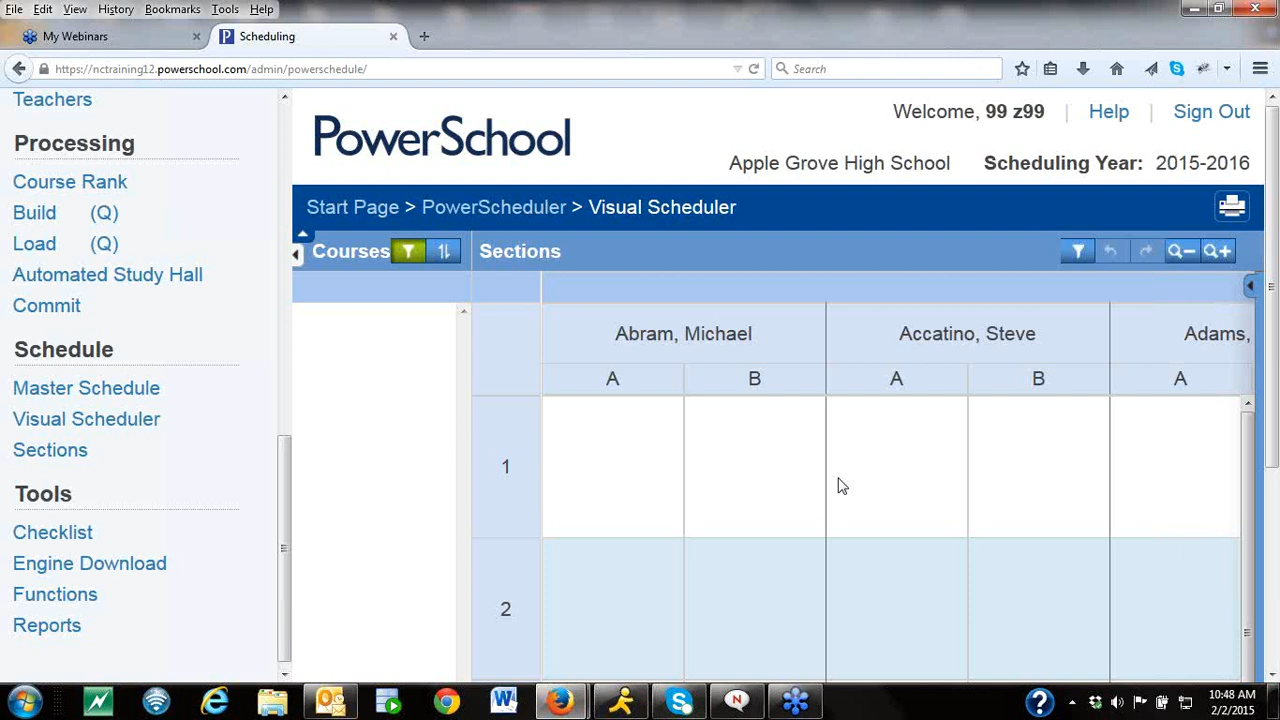 File Edit View History Bookmarks Tools Help
My Webinars × P Scheduling × +
https://nctraining12.powerschool.com/admin/powerschedule/ Search
Teachers
Processing
Course Rank
Build (Q)
Load (Q)
Automated Study Hall
Commit
Schedule
Master Schedule
Visual Scheduler
Sections
Tools
Checklist
Engine Download
Functions
Reports
PowerSchool
Welcome, 99 z99 | Help | Sign Out
Apple Grove High School Scheduling Year: 2015-2016
Start Page > PowerScheduler > Visual Scheduler
Courses Sections
Abram, Michael Accatino, Steve Adams,
A B A B A
1
2
10:48 AM
2/2/2015